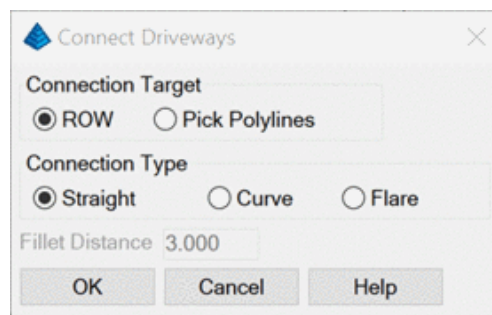 Connect Driveways
Connection Target
ROW Pick Polylines
Connection Type
Straight Curve Flare
Fillet Distance 3.000
OK Cancel Help